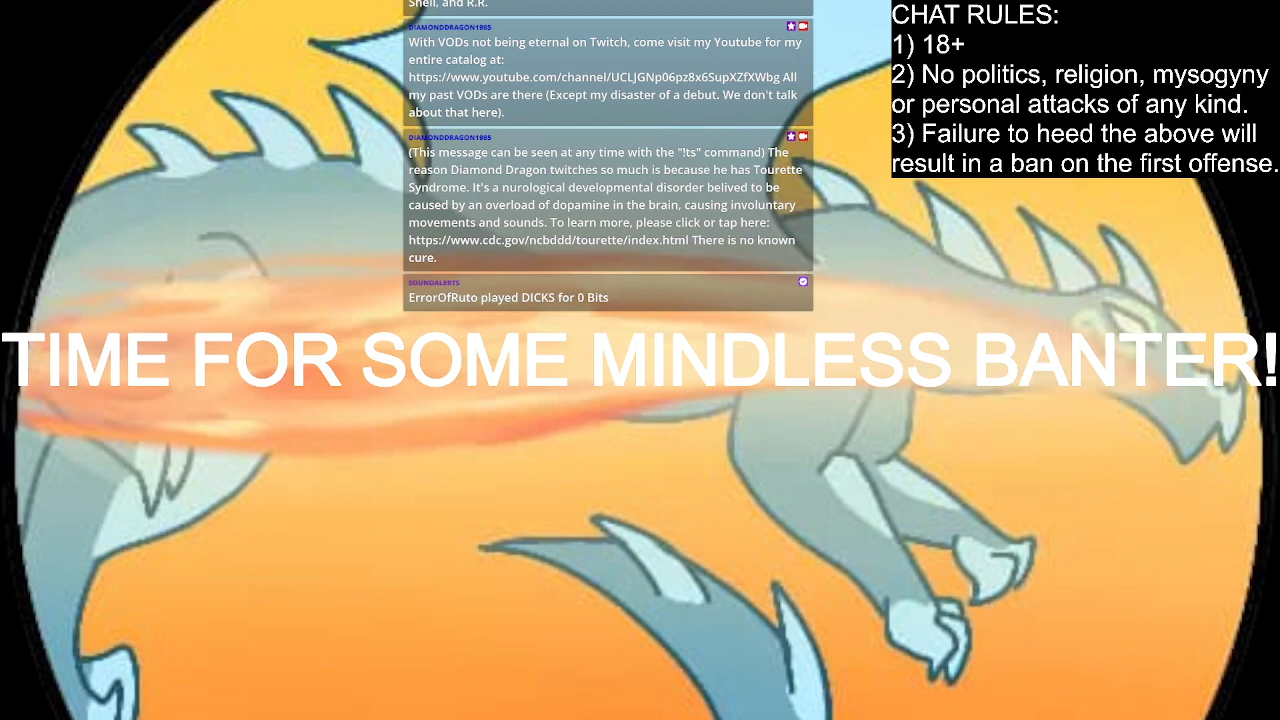 Shell, and R.R.
DIAMONDDRAGON1985
With VODs not being eternal on Twitch, come visit my Youtube for my
entire catalog at:
https://www.youtube.com/channel/UCLJGNp06pz8x6SupXZfXWbg All
my past VODs are there (Except my disaster of a debut. We don't talk
about that here).
DIAMONDDRAGON1985
(This message can be seen at any time with the "!ts" command) The
reason Diamond Dragon twitches so much is because he has Tourette
Syndrome. It's a nurological developmental disorder belived to be
caused by an overload of dopamine in the brain, causing involuntary
movements and sounds. To learn more, please click or tap here:
https://www.cdc.gov/ncbddd/tourette/index.html There is no known
cure.
SOUNDALERTS
ErrorOfRuto played DICKS for 0 Bits
CHAT RULES:
1) 18+
2) No politics, religion, mysogyny
or personal attacks of any kind.
3) Failure to heed the above will
result in a ban on the first offense.
TIME FOR SOME MINDLESS BANTER!